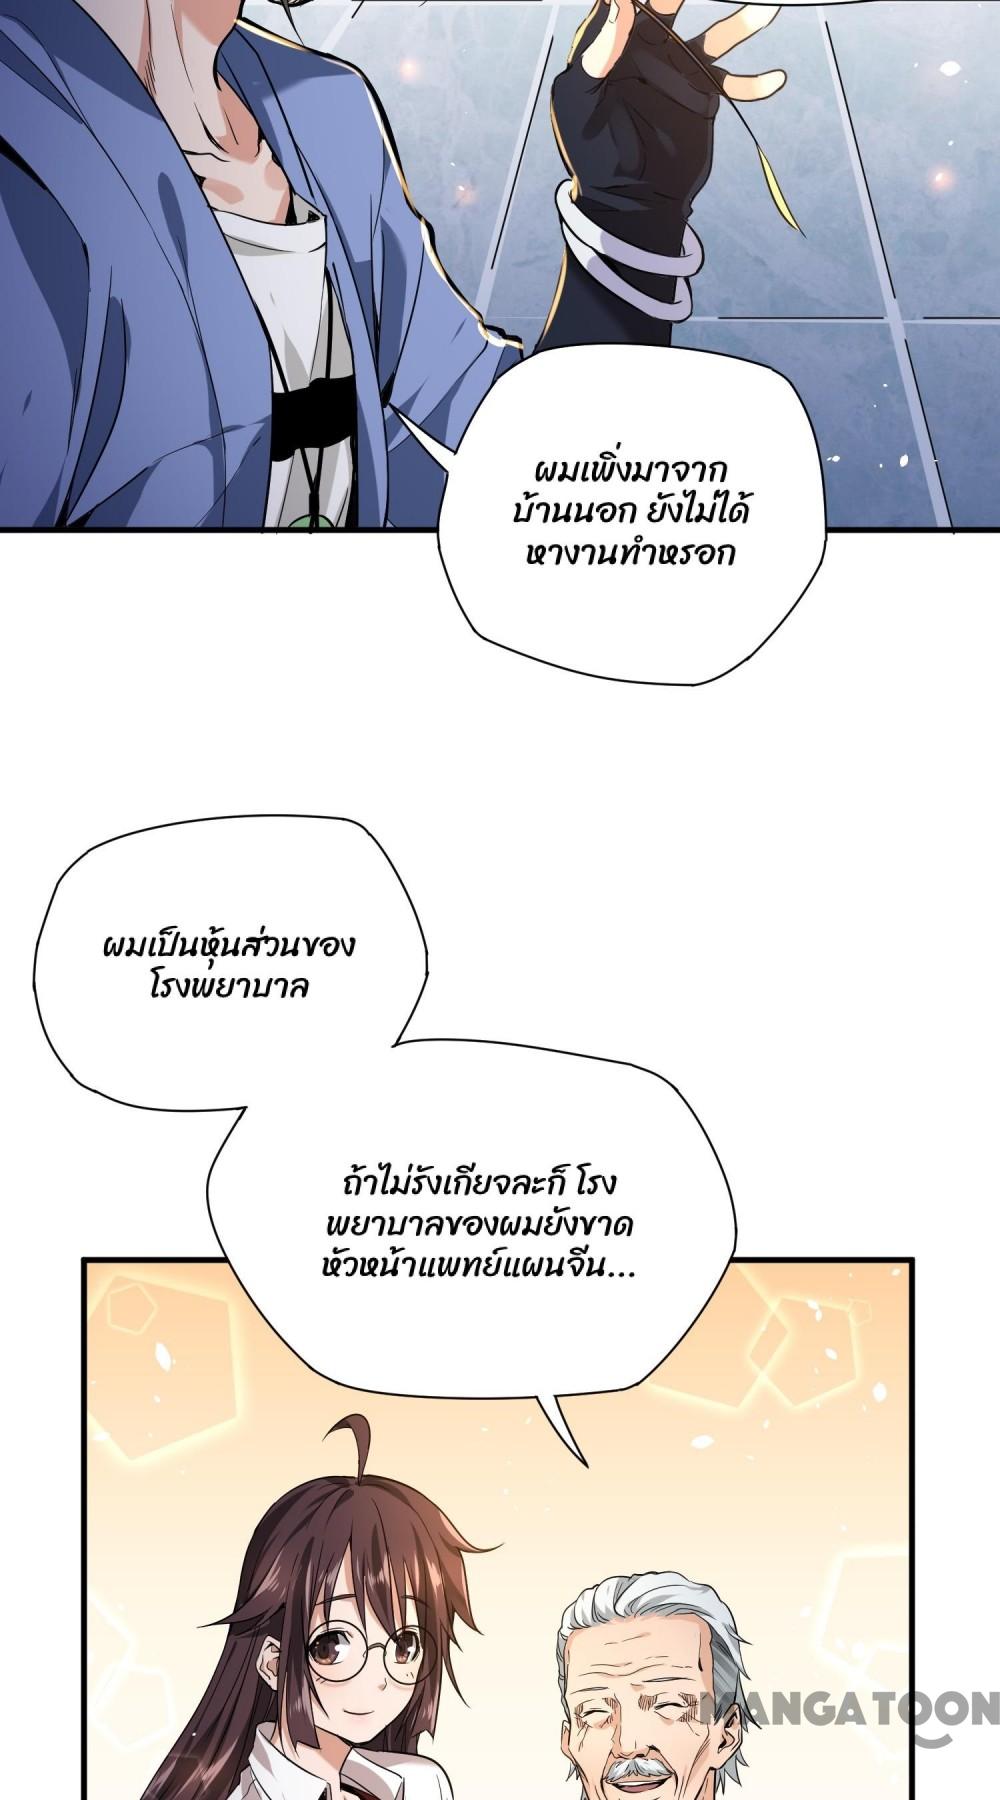 ผมเพิ่งมาจาก
บ้านนอก ยังไม่ได้
หางานทำหรอก
ผมเป็นหุ้นส่วนของ
โรงพยาบาล
ถ้าไม่รังเกียจละก็ โรง
พยาบาลของผมยังขาด
หัวหน้าแพทย์แผนจีน...
MANGATOON